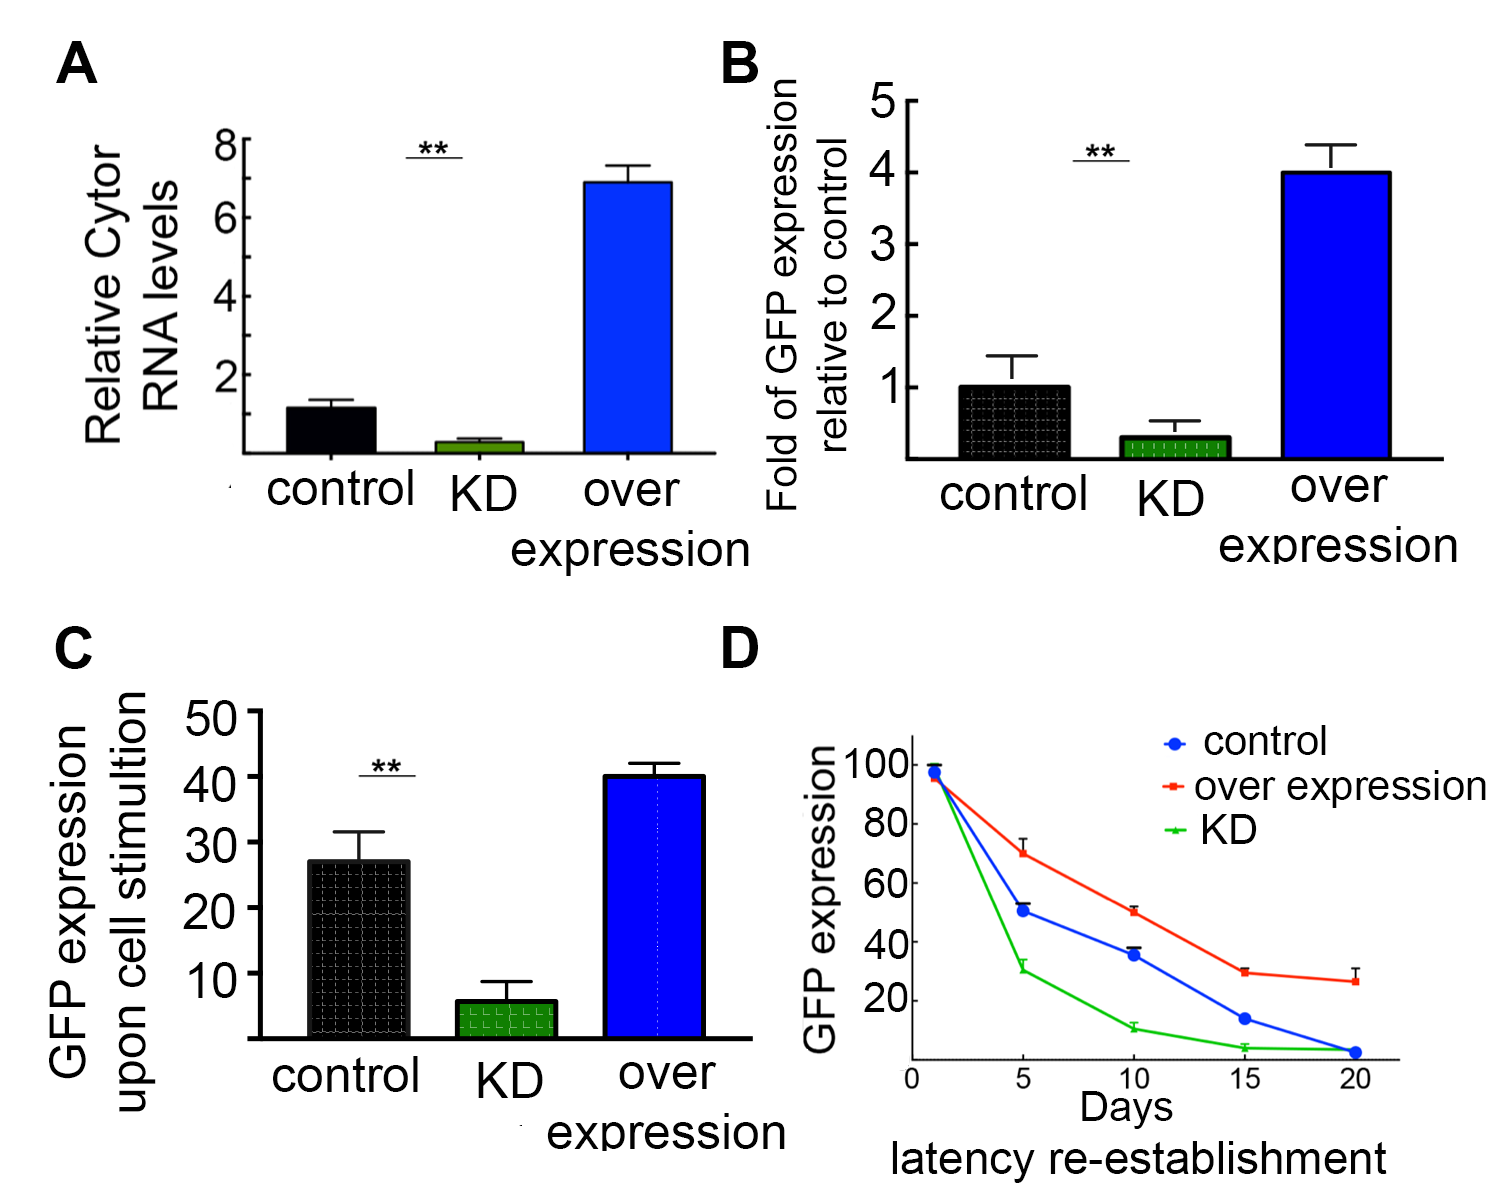 A
Relative Cytor
RNA levels
8
6
4
2
**
control
KD
over
expression
B
Fold of GFP expression
relative to control
5
4
3
2
1
**
control
KD
over
expression
C
GFP expression
upon cell stimultion
50
40
30
20
10
**
control
KD
over
expression
D
GFP expression
100
80
60
40
20
control
over expression
KD
0 5 10 15 20
Days
latency re-establishment